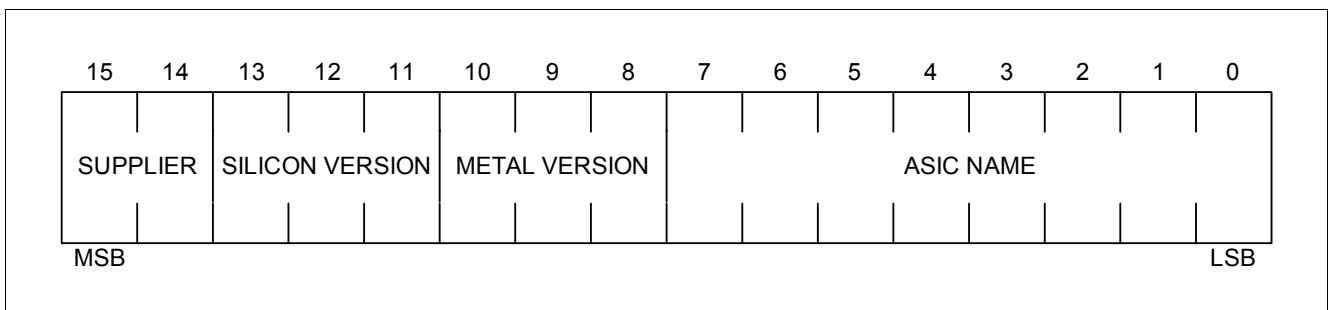 15 14 13 12 11 10 9 8 7 6 5 4 3 2 1 0
SUPPLIER SILICON VERSION METAL VERSION ASIC NAME
MSB LSB